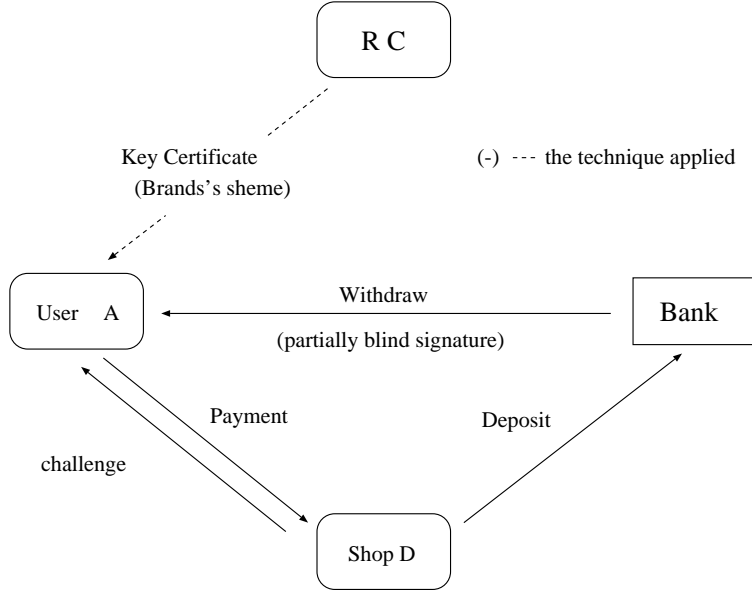 R C
Key Certificate
(Brands's sheme)
(-) --- the technique applied
User A
Withdraw
(partially blind signature)
Bank
Payment
challenge
Deposit
Shop D